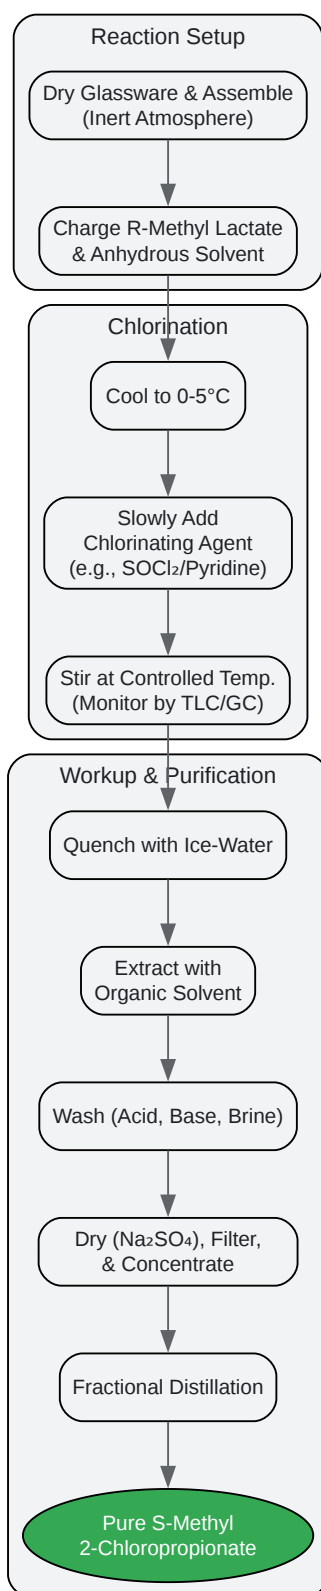 Reaction Setup
Dry Glassware & Assemble
(Inert Atmosphere)
Charge R-Methyl Lactate
& Anhydrous Solvent
Chlorination
Cool to 0-5°C
Slowly Add
Chlorinating Agent
(e.g., SOCl₂/Pyridine)
Stir at Controlled Temp.
(Monitor by TLC/GC)
Workup & Purification
Quench with Ice-Water
Extract with
Organic Solvent
Wash (Acid, Base, Brine)
Dry (Na₂SO₄), Filter,
& Concentrate
Fractional Distillation
Pure S-Methyl
2-Chloropropionate